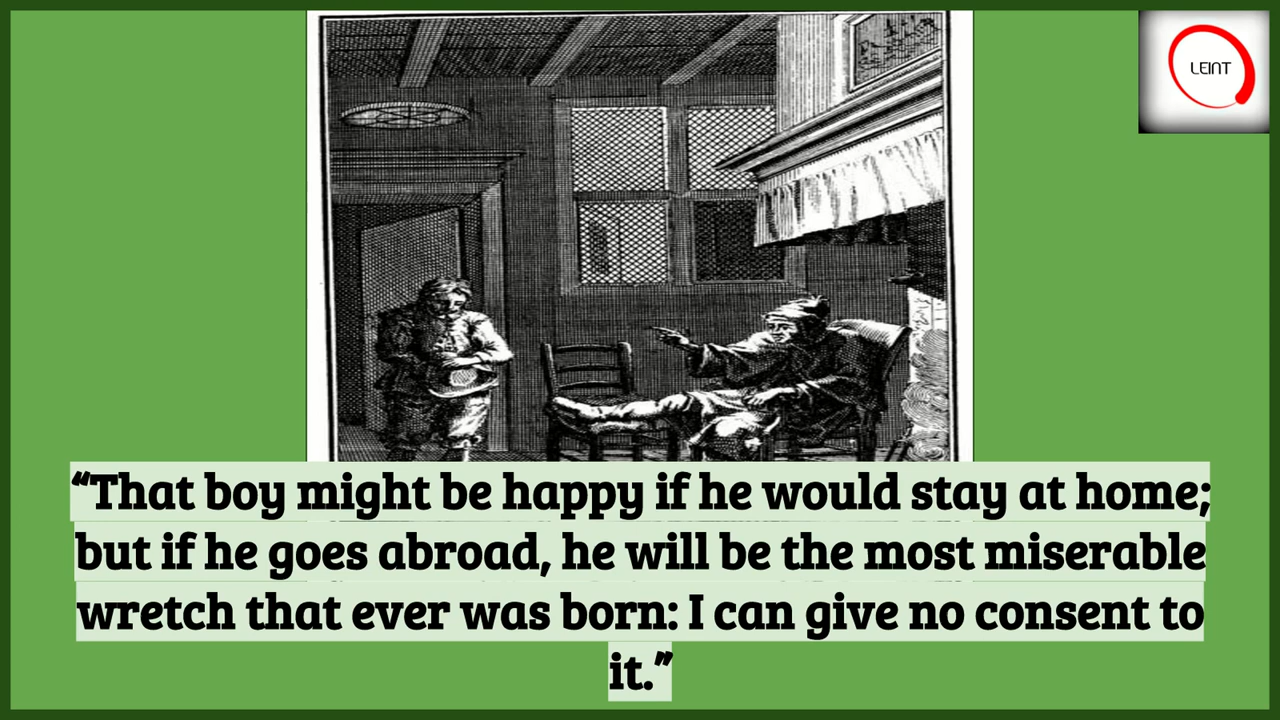 LEINT
“That boy might be happy if he would stay at home;
but if he goes abroad, he will be the most miserable
wretch that ever was born: I can give no consent to
it.”